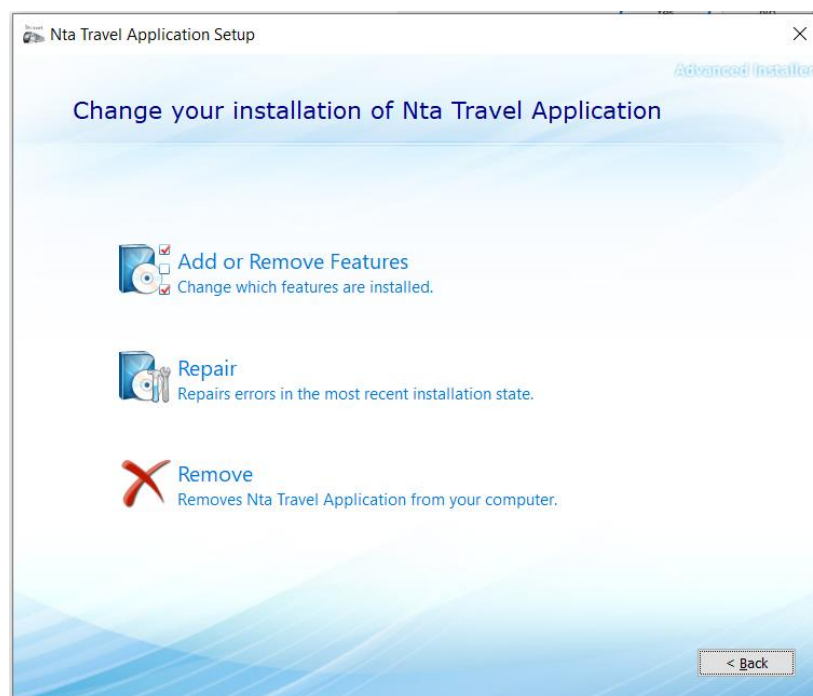 Nta Travel Application Setup
Advanced Installer
Change your installation of Nta Travel Application
Add or Remove Features
Change which features are installed.
Repair
Repairs errors in the most recent installation state.
Remove
Removes Nta Travel Application from your computer.
< Back